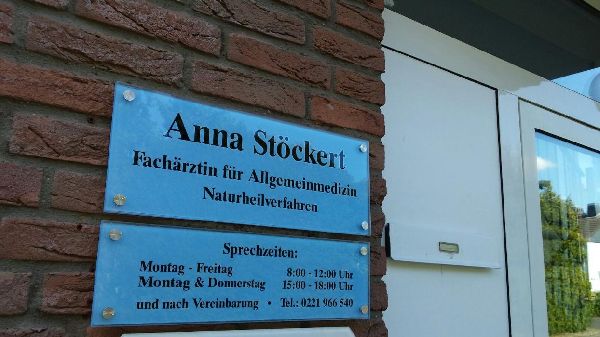 Anna Stöckert
Fachärztin für Allgemeinmedizin
Naturheilverfahren
Sprechzeiten:
Montag - Freitag 8:00 - 12:00 Uhr
Montag & Donnerstag 15:00 - 18:00 Uhr
und nach Vereinbarung • Tel.: 0221 966 540